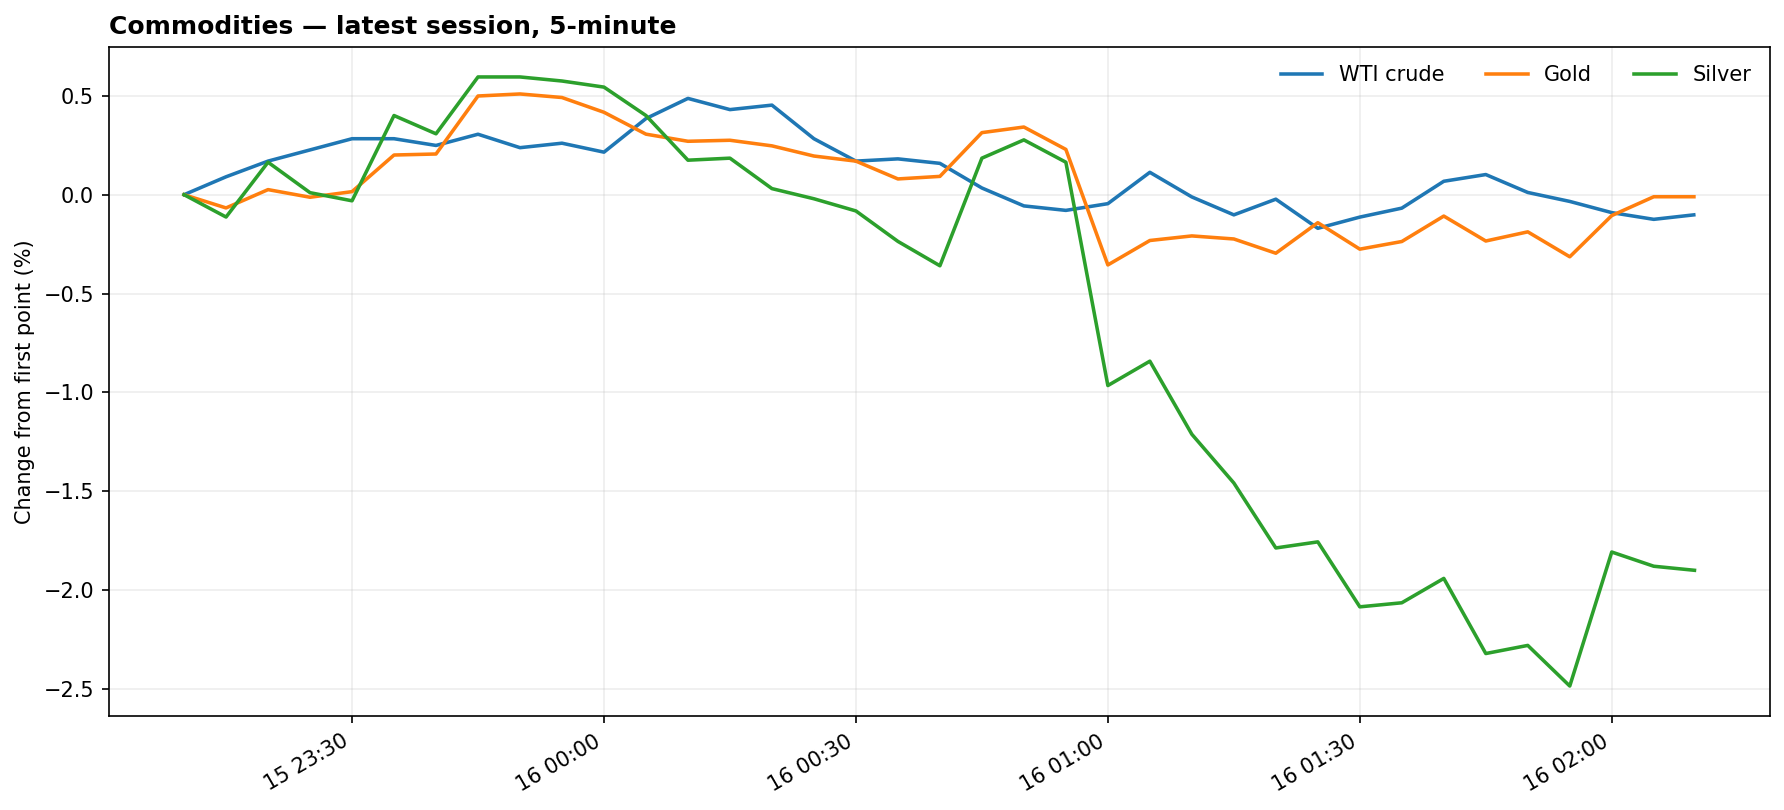 Commodities — latest session, 5-minute
WTI crude Gold Silver
Change from first point (%)
0.5
0.0
−0.5
−1.0
−1.5
−2.0
−2.5
15 23:30 16 00:00 16 00:30 16 01:00 16 01:30 16 02:00